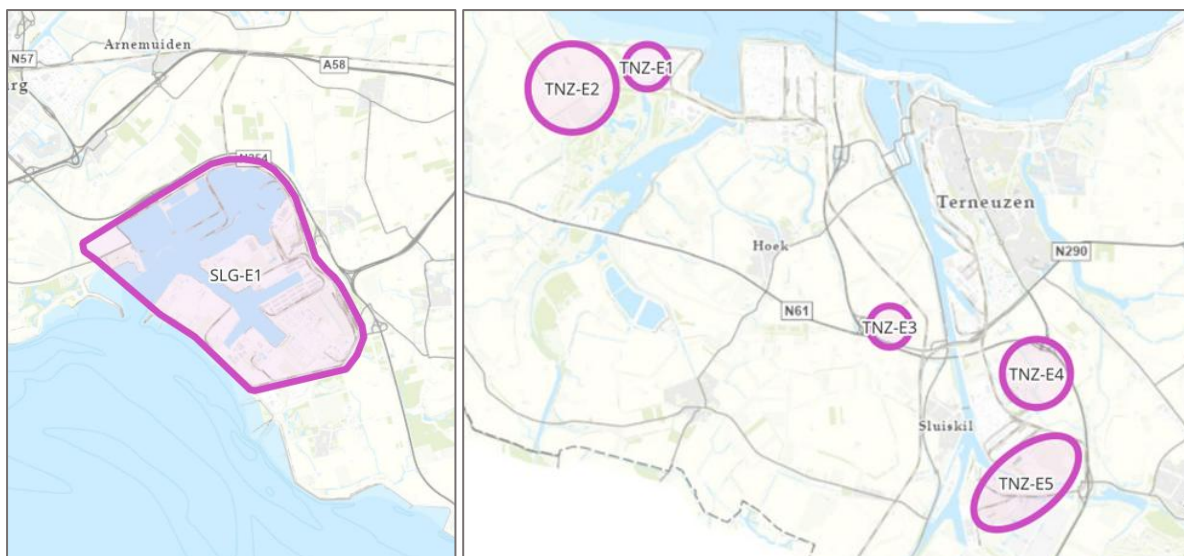 Arnemuiden
N57
A58
rg
N254
SLG-E1
TNZ-E1
TNZ-E2
Terneuzen
Hoek
N290
N61
TNZ-E3
TNZ-E4
Sluiskil
TNZ-E5